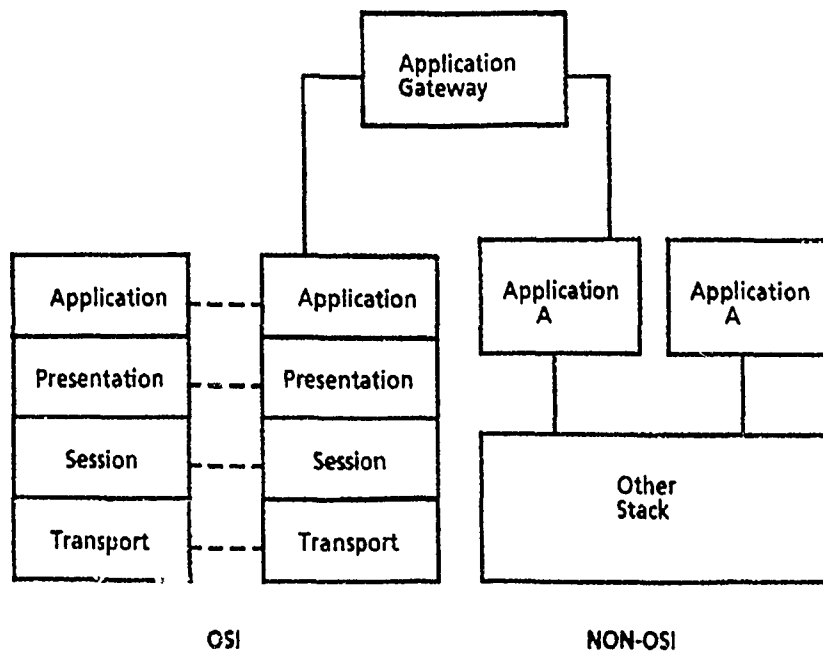 Application
Gateway
Application
Application
Presentation
Presentation
Session
Session
Transport
Transport
Application
A
Application
A
Other
Stack
OSI
NON-OSI